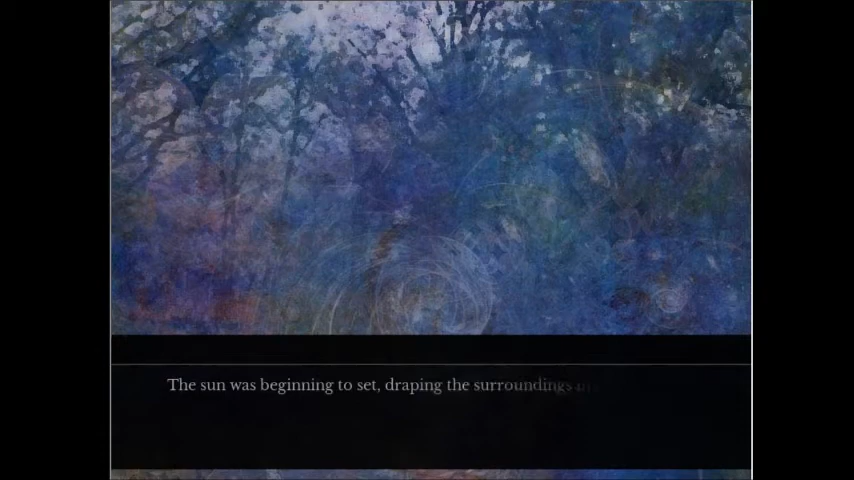 The sun was beginning to set, draping the surroundings